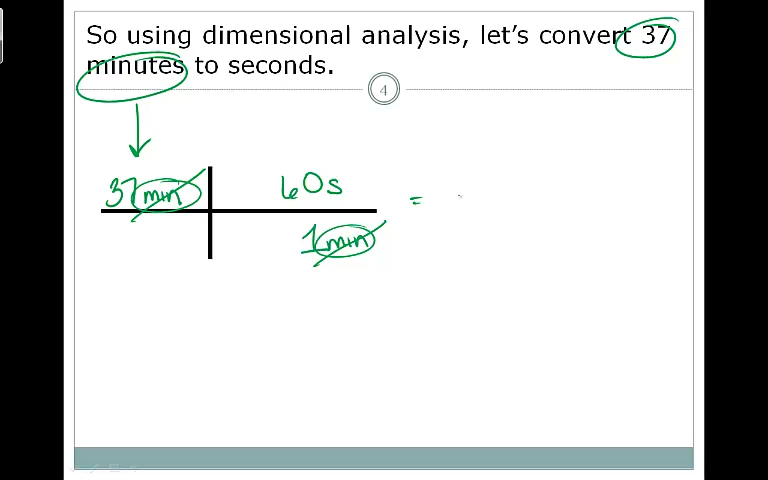 So using dimensional analysis, let's convert 37
minutes to seconds.
4
37 min 60s
1 min =